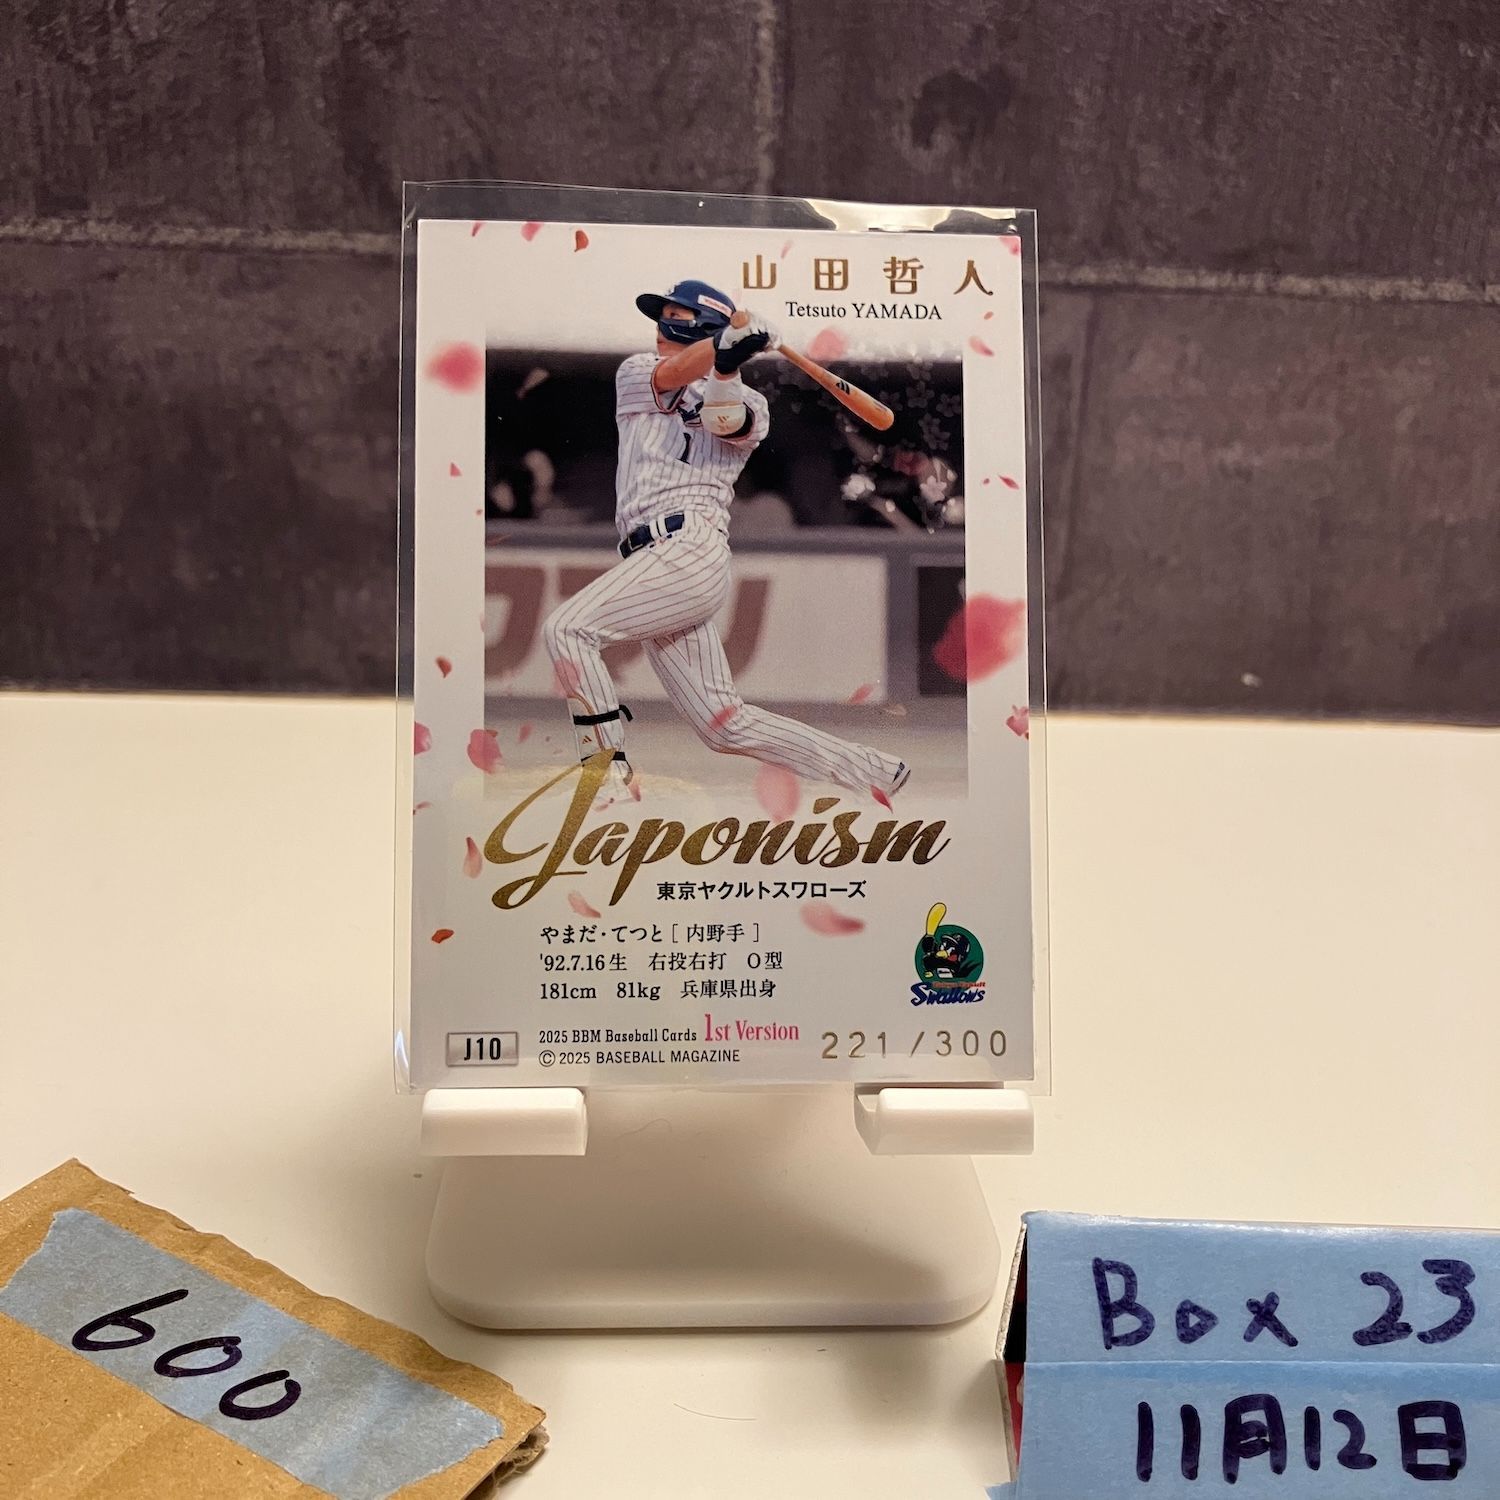 山田哲人
Tetsuto YAMADA
1
Japonism
東京ヤクルトスワローズ
やまだ・てつと [ 内野手 ]
'92.7.16生 右投右打 O型
181cm 81kg 兵庫県出身
Swallows
J10
2025 BBM Baseball Cards 1st Version
© 2025 BASEBALL MAGAZINE
221/300
600
Box 23
11月12日